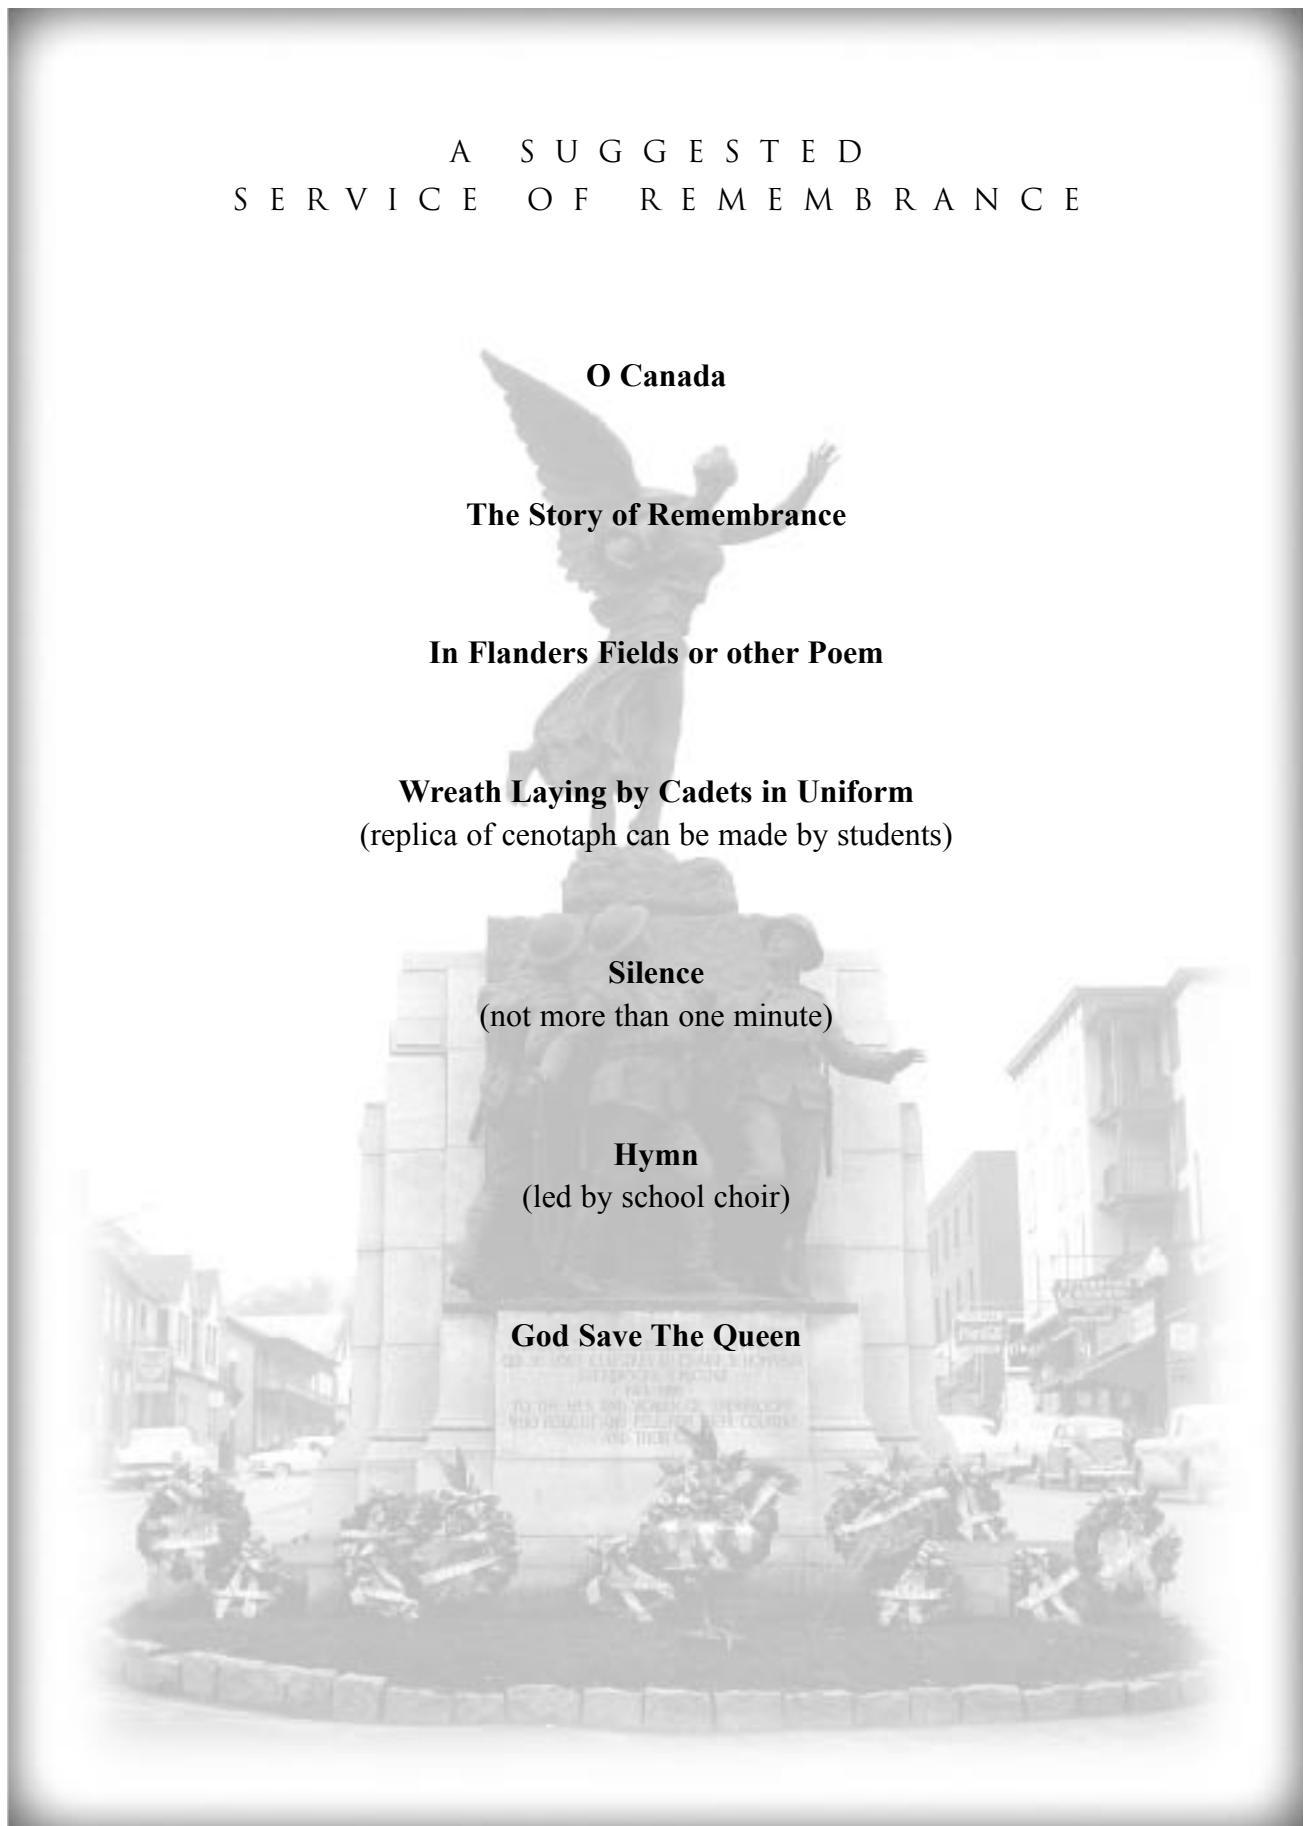 A SUGGESTED
SERVICE OF REMEMBRANCE
O Canada
The Story of Remembrance
In Flanders Fields or other Poem
Wreath Laying by Cadets in Uniform
(replica of cenotaph can be made by students)
Silence
(not more than one minute)
Hymn
(led by school choir)
God Save The Queen